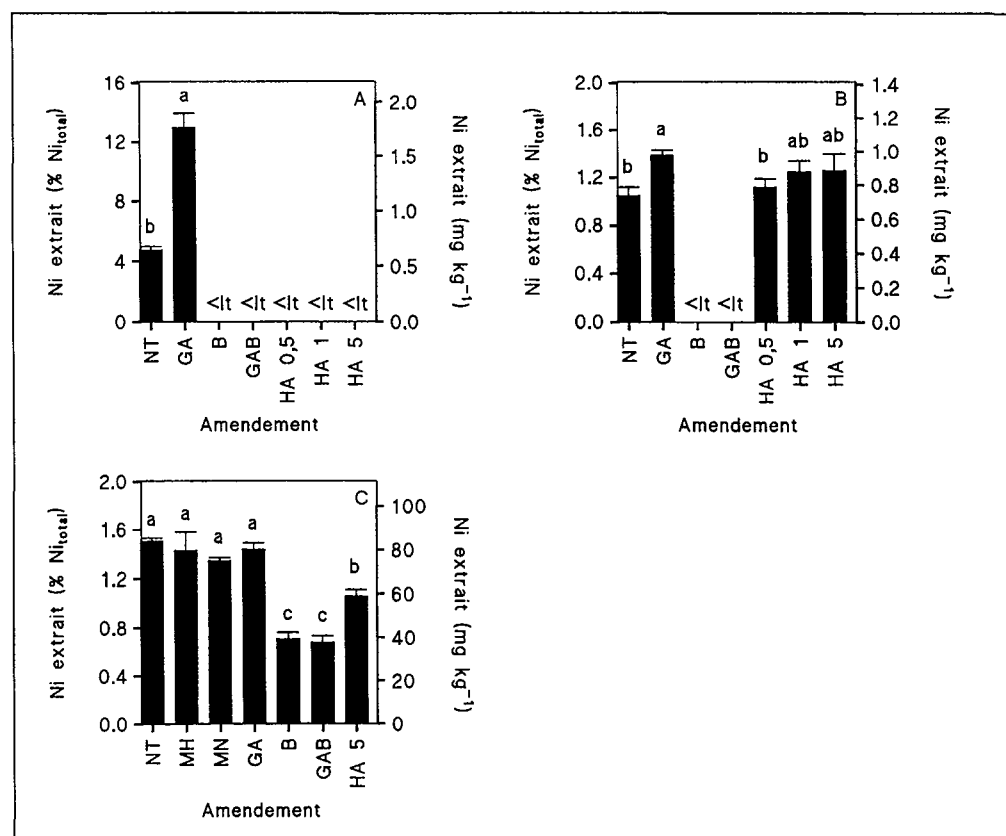 A
Ni extrait (% Ni_total)
16
12
8
4
0
b
a
<lt <lt <lt <lt <lt
2.0
1.5
1.0
0.5
0.0
Ni extrait (mg kg⁻¹)
NT GA B GAB HA 0,5 HA 1 HA 5
Amendement
B
Ni extrait (% Ni_total)
2.0
1.6
1.2
0.8
0.4
0.0
b
a
<lt <lt
b
ab
ab
1.4
1.2
1.0
0.8
0.6
0.4
0.2
0.0
Ni extrait (mg kg⁻¹)
NT GA B GAB HA 0,5 HA 1 HA 5
Amendement
C
Ni extrait (% Ni_total)
2.0
1.6
1.2
0.8
0.4
0.0
a a a a c c b
100
80
60
40
20
0
Ni extrait (mg kg⁻¹)
NT MH MN GA B GAB HA 5
Amendement